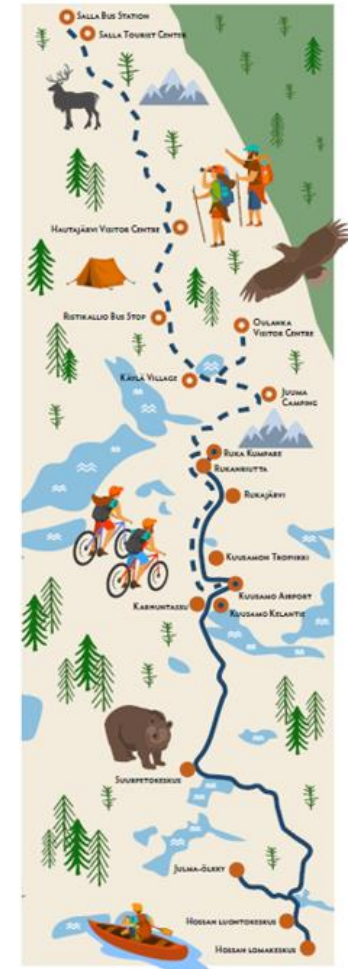 Salla Bus Station
Salla Tourist Center
Hautajärvi Visitor Centre
Ristikallio Bus Stop
Oulanka
Visitor Centre
Käylä Village
Juuma
Camping
Ruka Kumpare
Rukanriutta
Rukajärvi
Kuusamon Tropiikki
Kuusamo Airport
Karhuntassu
Kuusamo Kelantie
Suurpetokeskus
Julma-Ölkky
Hossan Luontokeskus
Hossan Lomakeskus